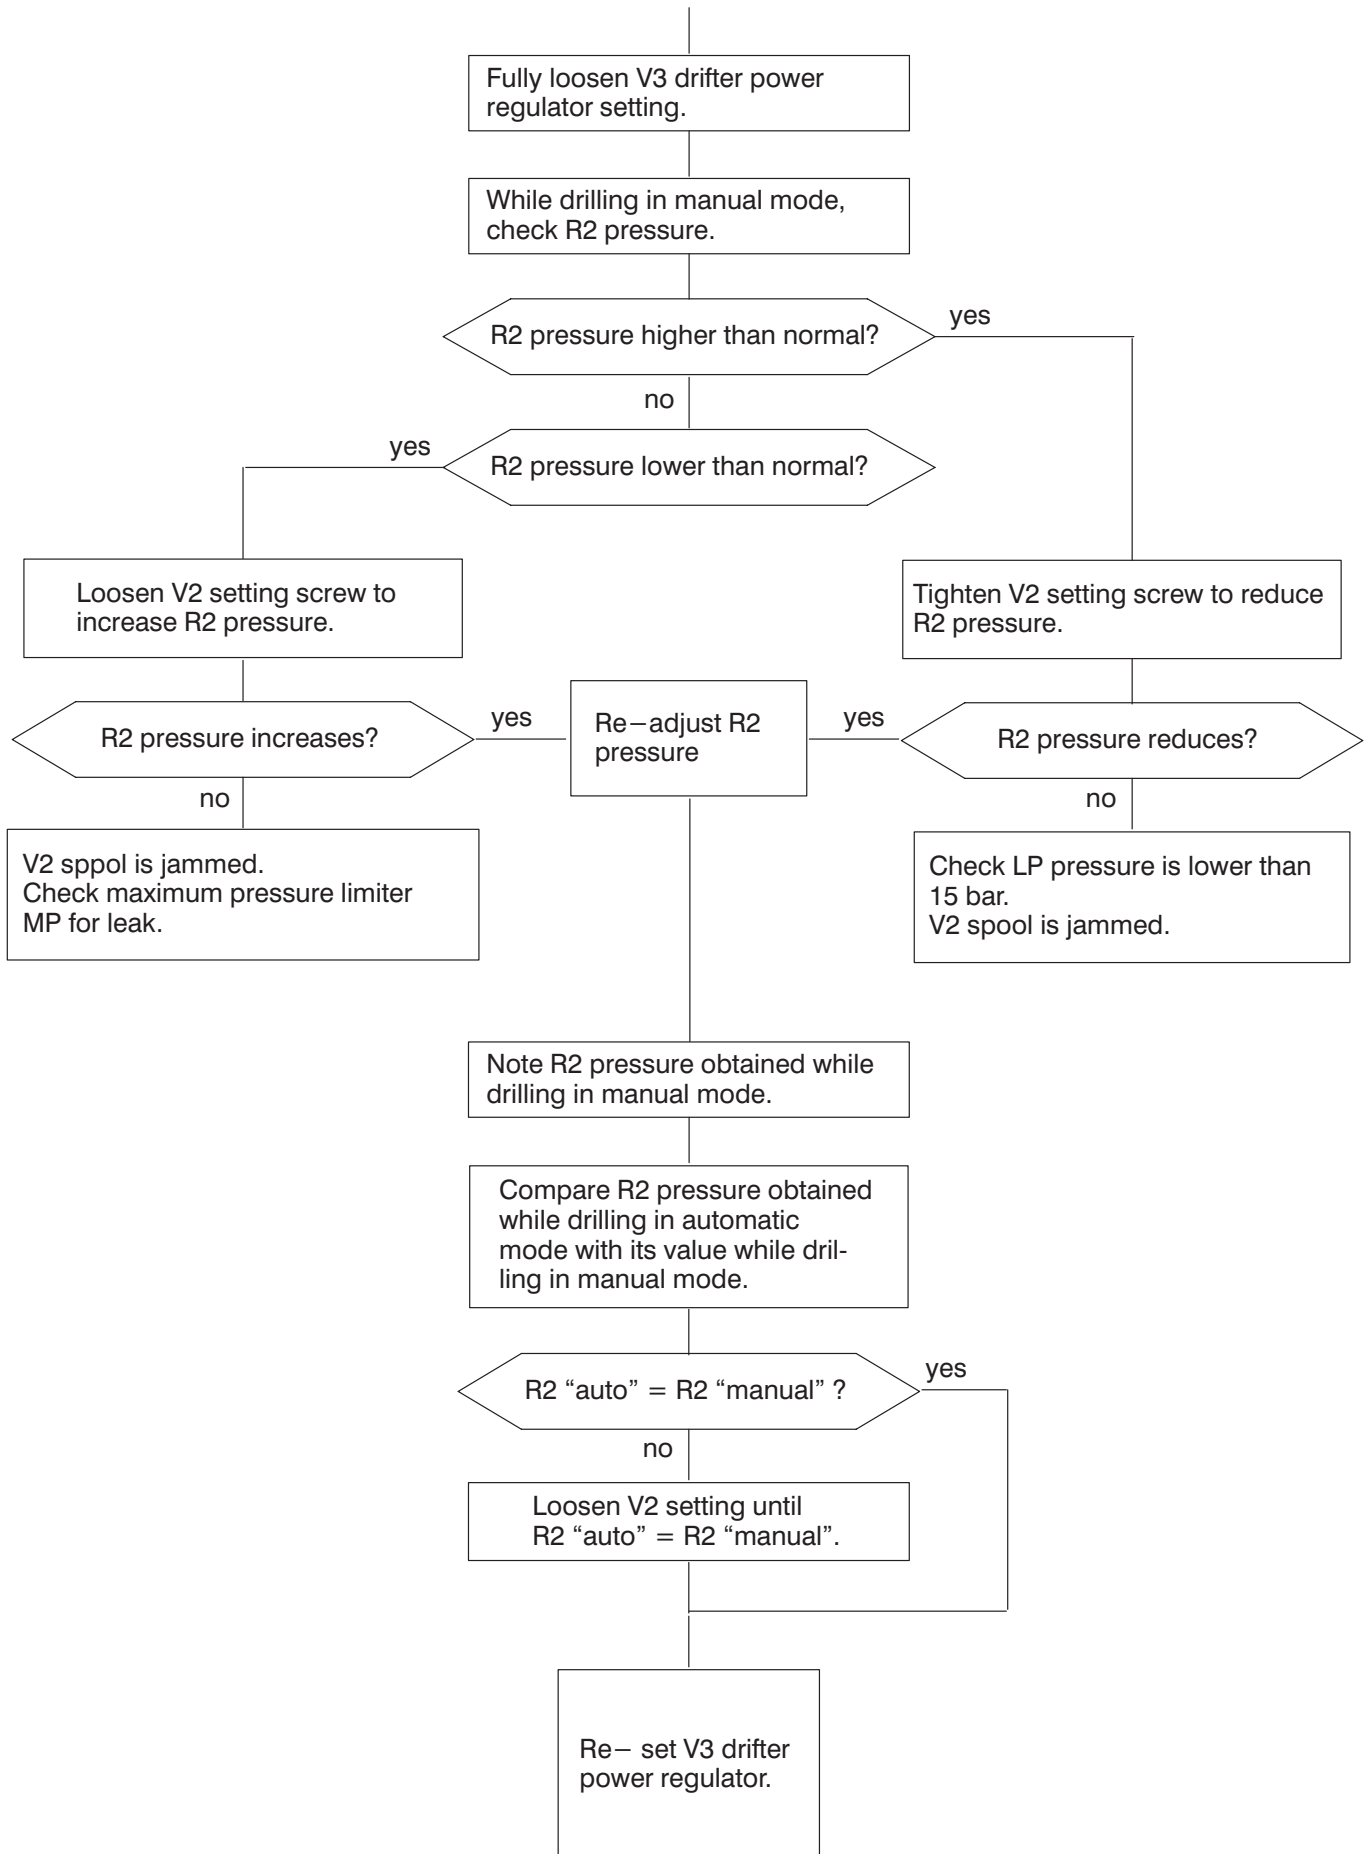 Fully loosen V3 drifter power
regulator setting.
While drilling in manual mode,
check R2 pressure.
R2 pressure higher than normal?
yes
no
R2 pressure lower than normal?
yes
Loosen V2 setting screw to
increase R2 pressure.
Tighten V2 setting screw to reduce
R2 pressure.
R2 pressure increases?
yes
Re−adjust R2
pressure
yes
R2 pressure reduces?
no
no
V2 sppol is jammed.
Check maximum pressure limiter
MP for leak.
Check LP pressure is lower than
15 bar.
V2 spool is jammed.
Note R2 pressure obtained while
drilling in manual mode.
Compare R2 pressure obtained
while drilling in automatic
mode with its value while dril-
ling in manual mode.
R2 “auto” = R2 “manual” ?
yes
no
Loosen V2 setting until
R2 “auto” = R2 “manual”.
Re− set V3 drifter
power regulator.